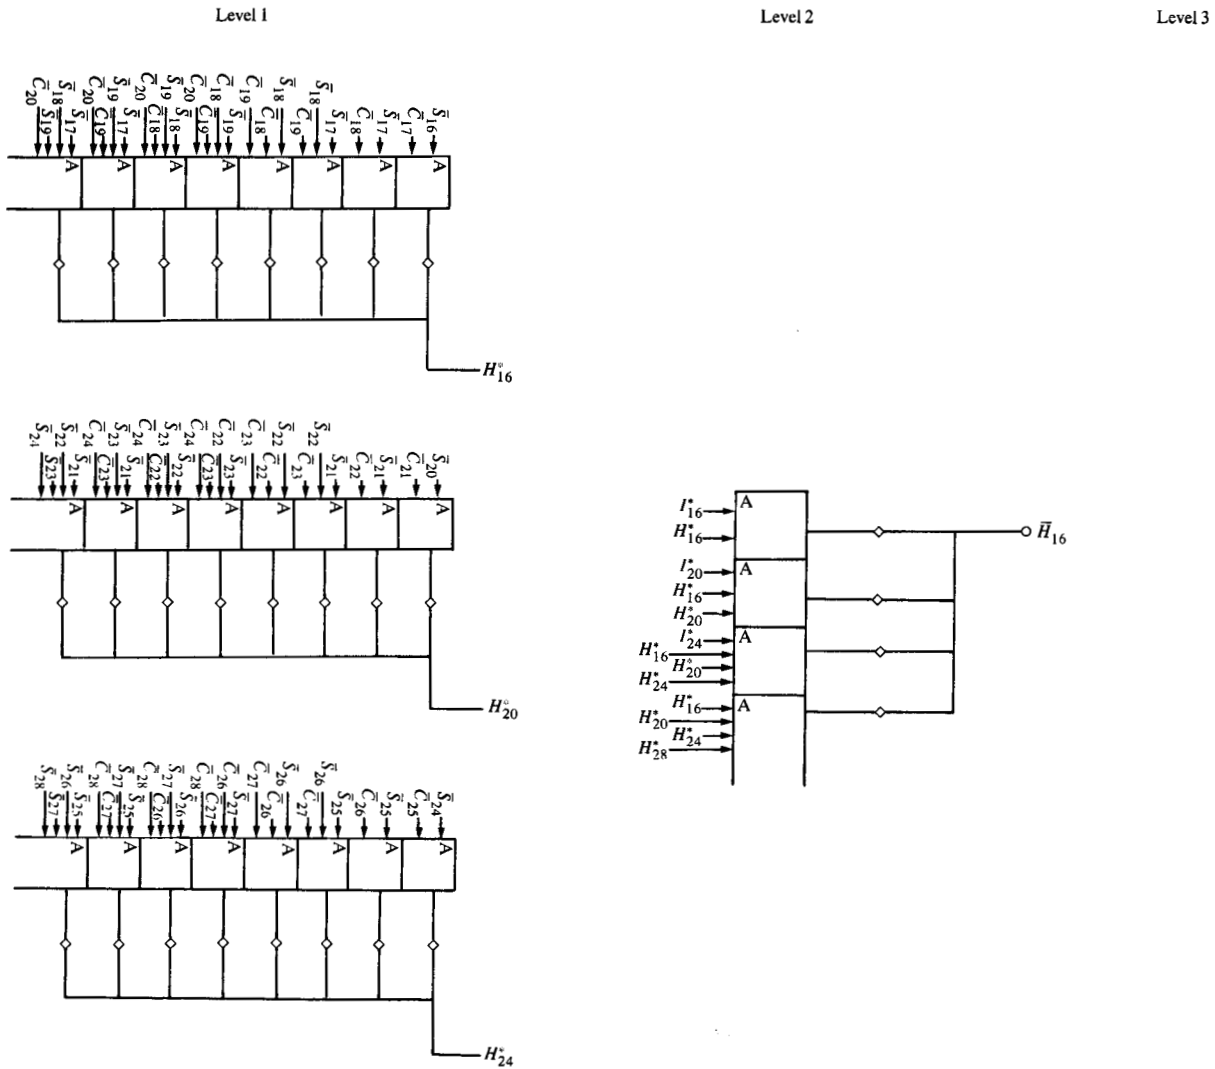 Level 1 Level 2 Level 3
C̅20 S̅19 S̅18 S̅17 C̅20 C̅19 S̅19 S̅17 C̅20 C̅18 S̅19 S̅18 C̅20 C̅19 C̅18 S̅19 C̅19 C̅18 S̅18 C̅19 S̅18 S̅17 C̅18 S̅17 C̅17 S̅16
A A A A A A A A
H*16
S̅24 S̅23 S̅22 S̅21 C̅24 C̅23 S̅23 S̅21 C̅24 C̅22 S̅23 S̅22 C̅24 C̅23 C̅22 S̅23 C̅23 C̅22 S̅22 C̅23 S̅22 S̅21 C̅22 S̅21 C̅21 S̅20
A A A A A A A A
H*20
S̅28 S̅27 S̅26 S̅25 C̅28 C̅27 S̅27 S̅25 C̅28 C̅26 S̅27 S̅26 C̅28 C̅27 C̅26 S̅27 C̅27 C̅26 S̅26 C̅27 S̅26 S̅25 C̅26 S̅25 C̅25 S̅24
A A A A A A A A
H*24
I*16 A
H*16 H̅16
I*20 A
H*16
H*20
I*24 A
H*16
H*20
H*24
H*16 A
H*20
H*24
H*28